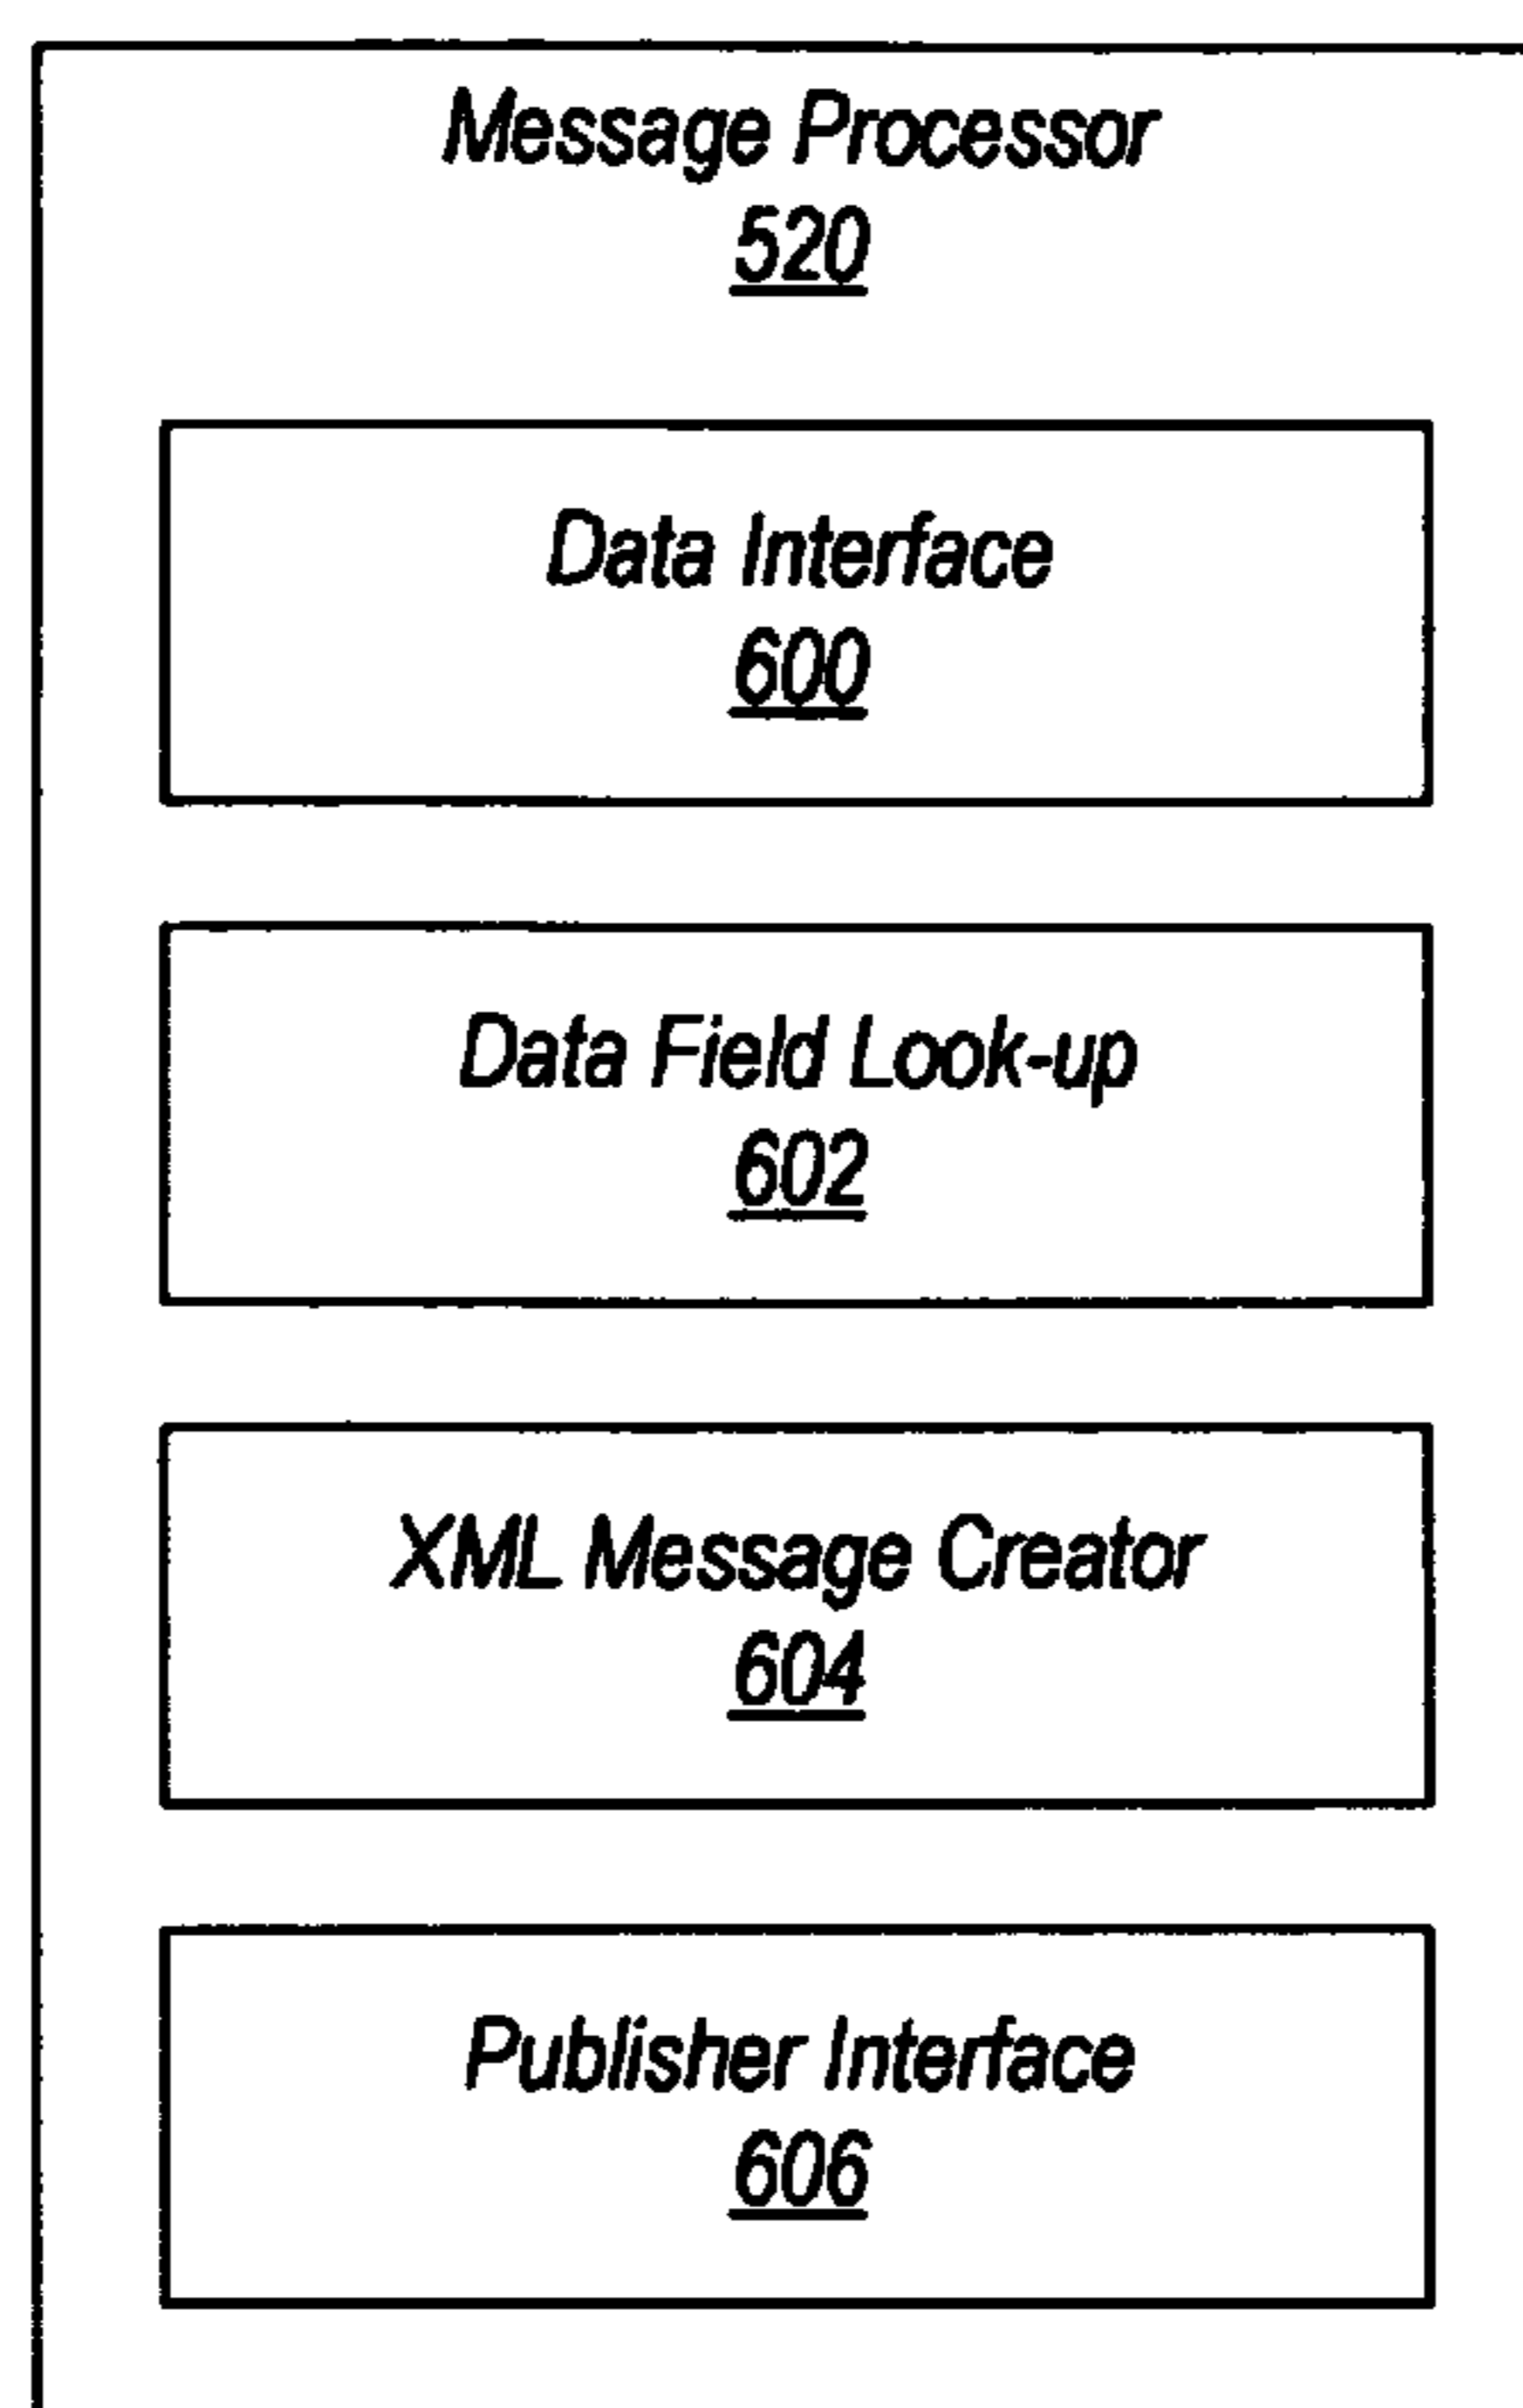 Message Processor
520
Data Interface
600
Data Field Look-up
602
XML Message Creator
604
Publisher Interface
606